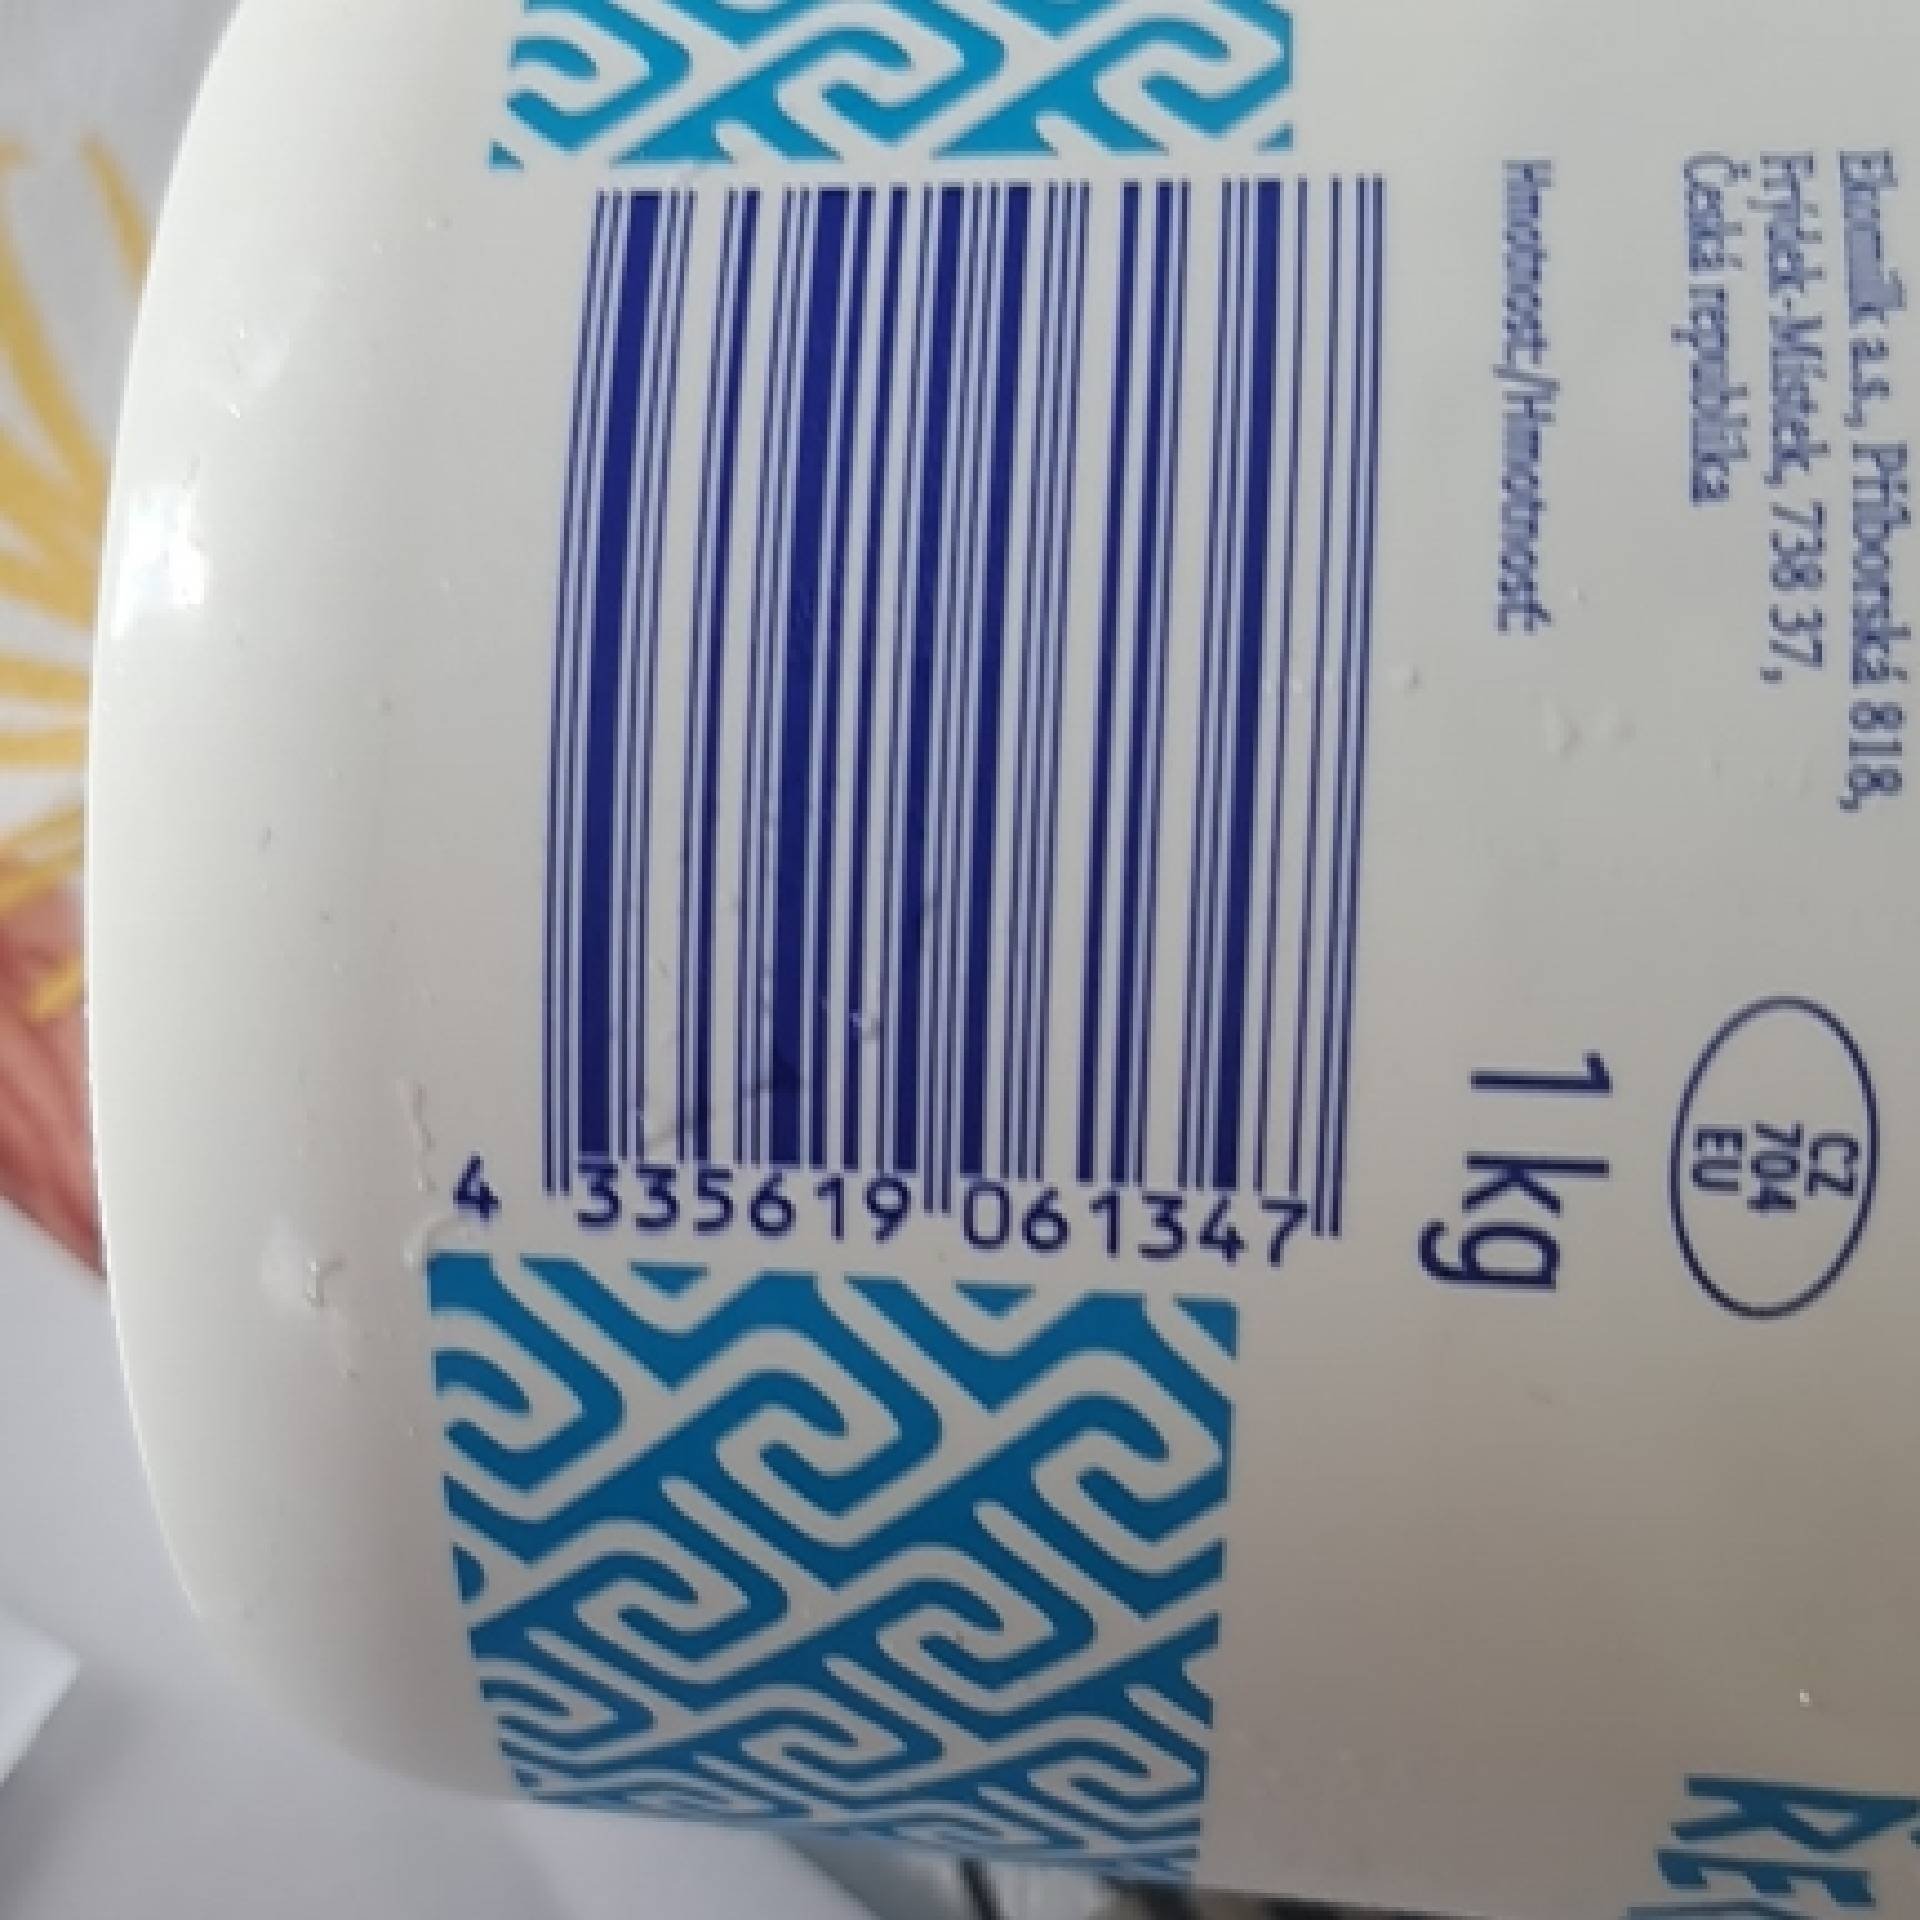 Ekomilk a.s., Příborská 818,
Frýdek-Místek, 738 37,
Česká republika
CZ
704
EU
Hmotnost:/Hmotnosť:
1 kg
4 335619 061347